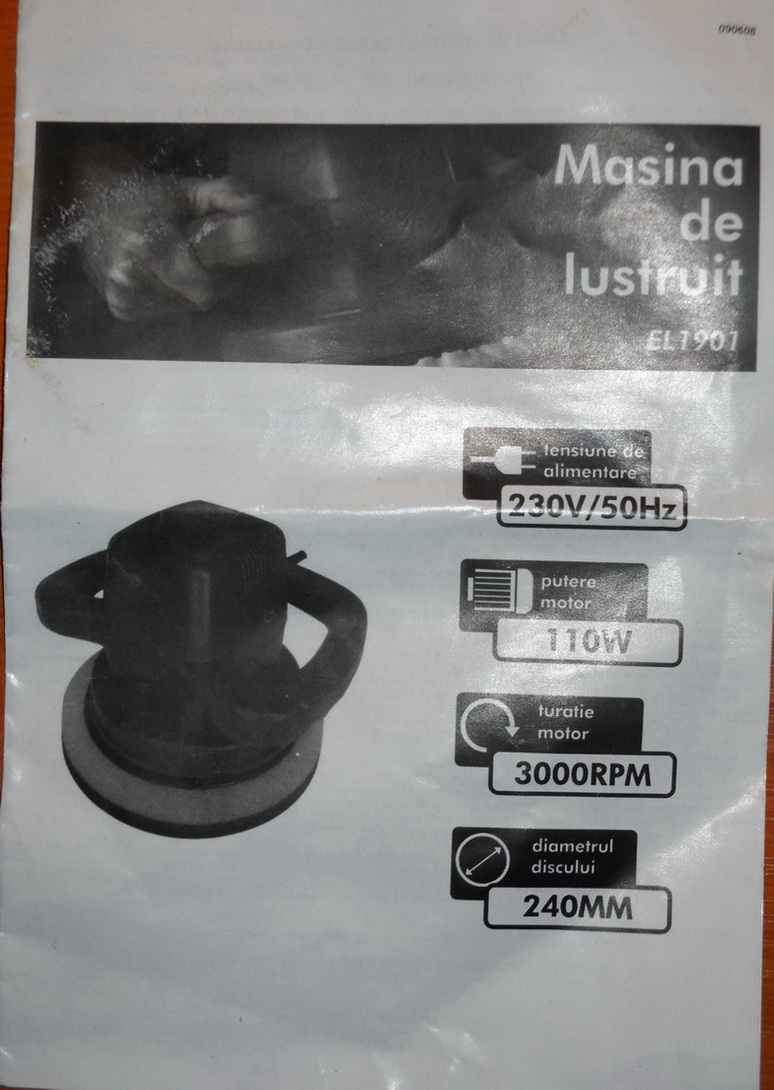 090608
Masina
de
lustruit
EL1901
tensiune de
alimentare
230V/50Hz
putere
motor
110W
turatie
motor
3000RPM
diametrul
discului
240MM